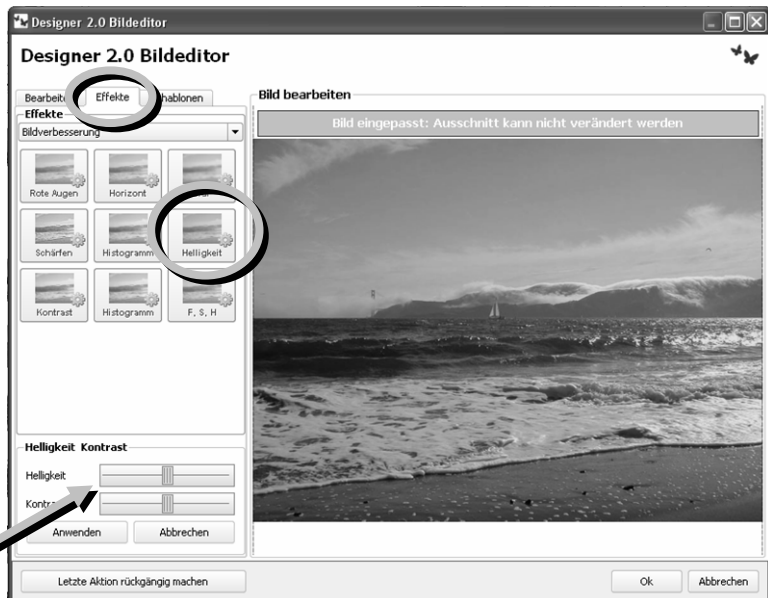 Designer 2.0 Bildeditor
Designer 2.0 Bildeditor
Effekte
Effekte
Bildverbesserung
Rote Augen
Horizont
Schärfen
Histogramm
Helligkeit
Kontrast
Histogramm
F, S, H
Helligkeit Kontrast
Helligkeit
Anwenden
Abbrechen
Bild bearbeiten
Bild eingepasst: Ausschnitt kann nicht verändert werden
Letzte Aktion rückgängig machen
Ok
Abbrechen